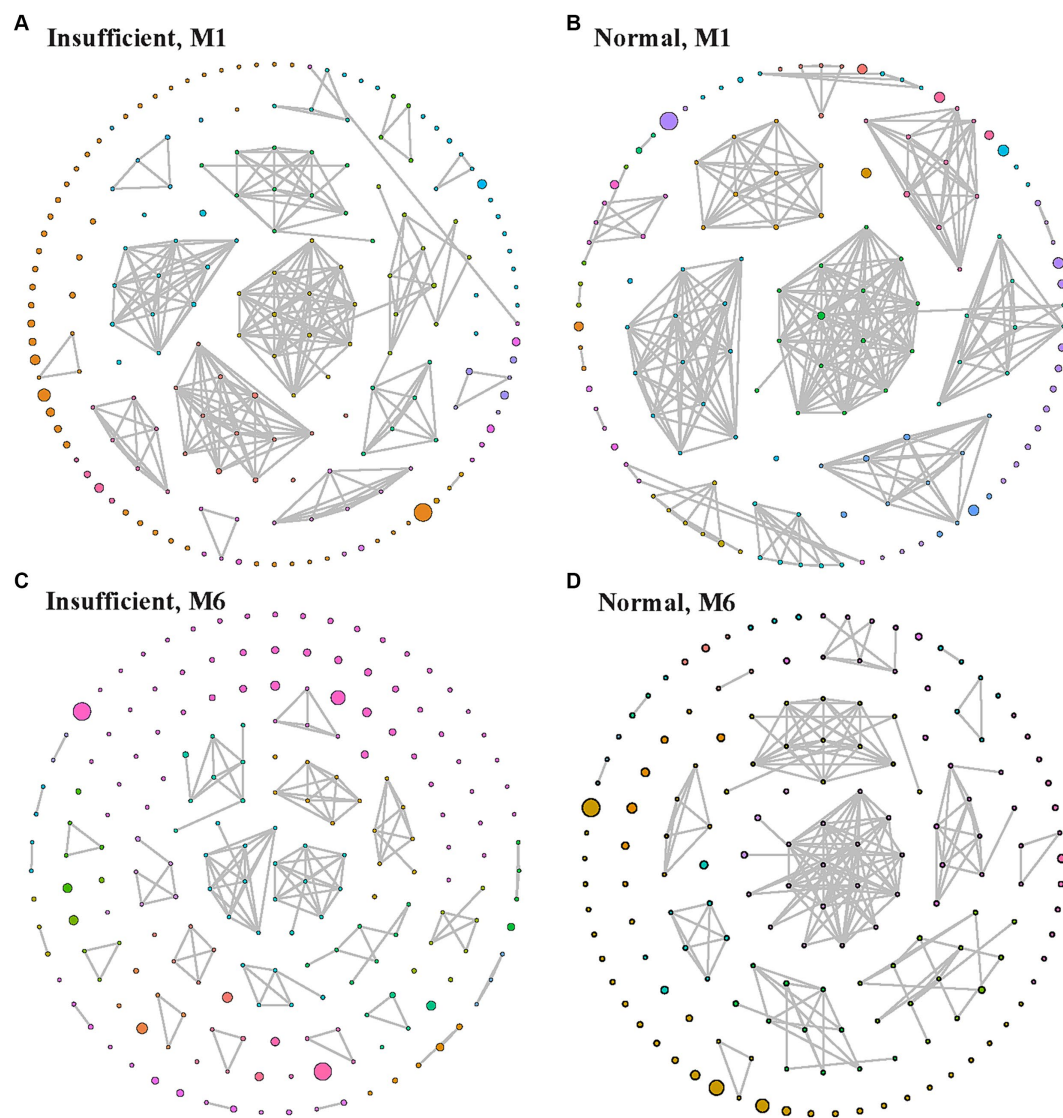 A
Insufficient, M1
B
Normal, M1
C
Insufficient, M6
D
Normal, M6